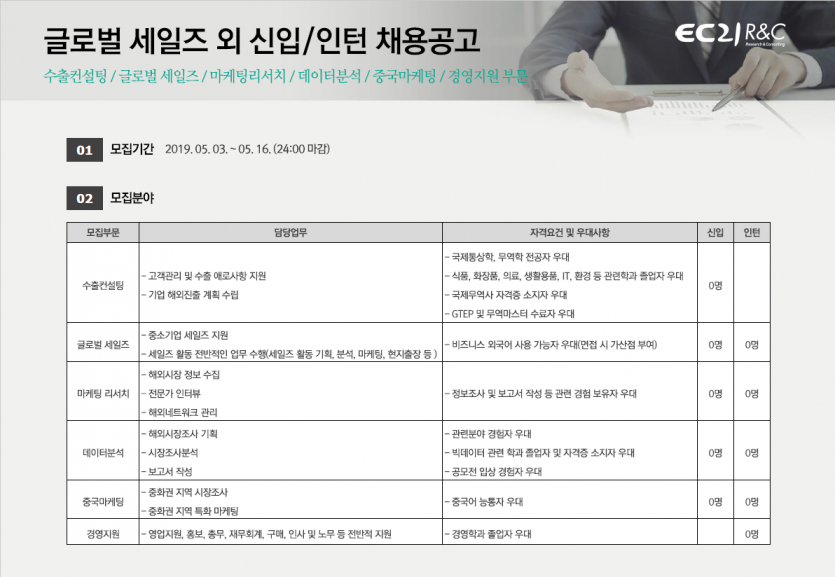 글로벌 세일즈 외 신입/인턴 채용공고
EC21 R&C
Research & Consulting
수출컨설팅 / 글로벌 세일즈 / 마케팅리서치 / 데이터분석 / 중국마케팅 / 경영지원 부문
01 모집기간 2019. 05. 03. ~ 05. 16. (24:00 마감)
02 모집분야
모집부문 담당업무 자격요건 및 우대사항 신입 인턴
수출컨설팅
- 고객관리 및 수출 애로사항 지원
- 기업 해외진출 계획 수립
- 국제통상학, 무역학 전공자 우대
- 식품, 화장품, 의료, 생활용품, IT, 환경 등 관련학과 졸업자 우대
- 국제무역사 자격증 소지자 우대
- GTEP 및 무역마스터 수료자 우대
0명
글로벌 세일즈
- 중소기업 세일즈 지원
- 세일즈 활동 전반적인 업무 수행(세일즈 활동 기획, 분석, 마케팅, 현지출장 등 )
- 비즈니스 외국어 사용 가능자 우대(면접 시 가산점 부여)
0명 0명
마케팅 리서치
- 해외시장 정보 수집
- 전문가 인터뷰
- 해외네트워크 관리
- 정보조사 및 보고서 작성 등 관련 경험 보유자 우대
0명 0명
데이터분석
- 해외시장조사 기획
- 시장조사분석
- 보고서 작성
- 관련분야 경험자 우대
- 빅데이터 관련 학과 졸업자 및 자격증 소지자 우대
- 공모전 입상 경험자 우대
0명 0명
중국마케팅
- 중화권 지역 시장조사
- 중화권 지역 특화 마케팅
- 중국어 능통자 우대
0명 0명
경영지원
- 영업지원, 홍보, 총무, 재무회계, 구매, 인사 및 노무 등 전반적 지원
- 경영학과 졸업자 우대
0명